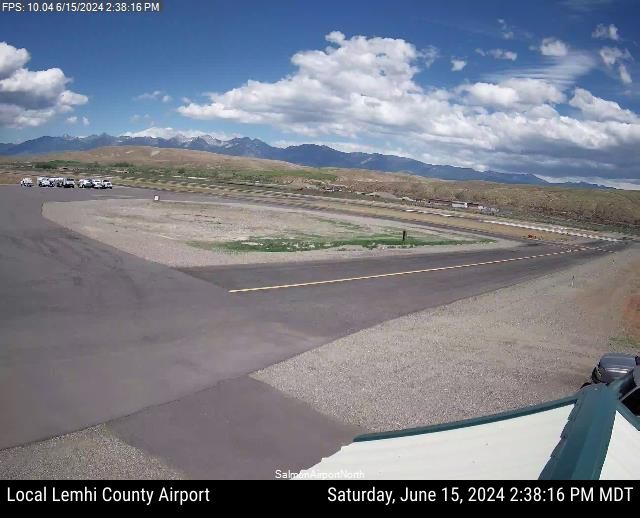 FPS: 10.04 6/15/2024 2:38:16 PM
SalmonAirportNorth
Local Lemhi County Airport
Saturday, June 15, 2024 2:38:16 PM MDT